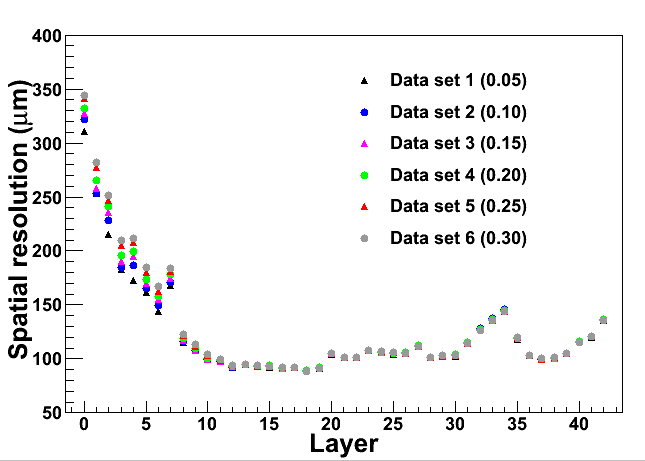 400
350
300
250
200
150
100
50
Spatial resolution (μm)
Data set 1 (0.05)
Data set 2 (0.10)
Data set 3 (0.15)
Data set 4 (0.20)
Data set 5 (0.25)
Data set 6 (0.30)
0 5 10 15 20 25 30 35 40
Layer